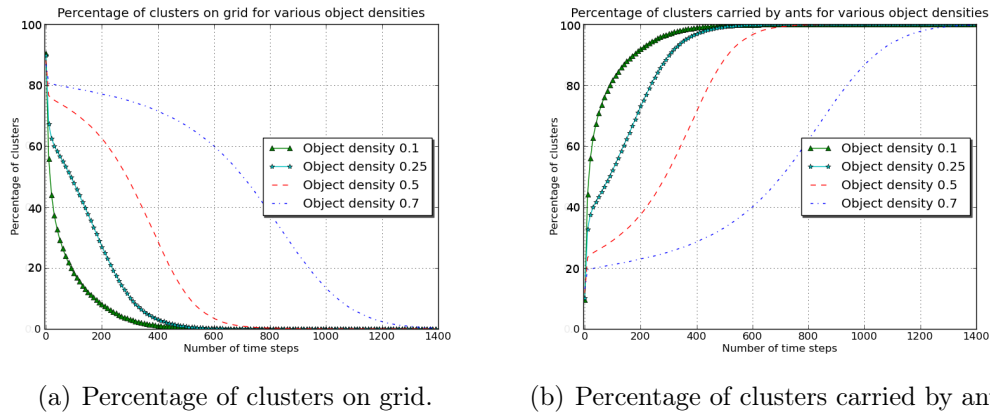 Percentage of clusters on grid for various object densities
100
80
60
40
20
0
0
200
400
600
800
1000
1200
1400
Percentage of clusters
Number of time steps
Object density 0.1
Object density 0.25
Object density 0.5
Object density 0.7
(a) Percentage of clusters on grid.
Percentage of clusters carried by ants for various object densities
100
80
60
40
20
0
0
200
400
600
800
1000
1200
1400
Percentage of clusters
Number of time steps
Object density 0.1
Object density 0.25
Object density 0.5
Object density 0.7
(b) Percentage of clusters carried by an